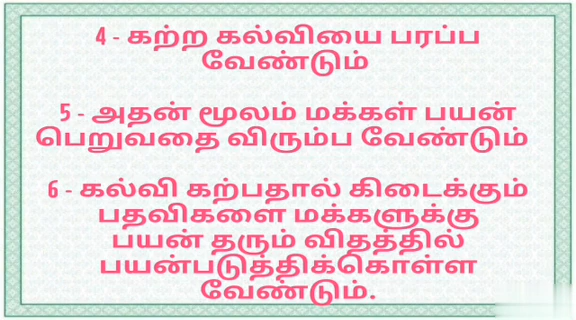 4 - கற்ற கல்வியை பரப்ப
வேண்டும்
5 - அதன் மூலம் மக்கள் பயன்
பெறுவதை விரும்ப வேண்டும்
6 - கல்வி கற்பதால் கிடைக்கும்
பதவிகளை மக்களுக்கு
பயன் தரும் விதத்தில்
பயன்படுத்திக்கொள்ள
வேண்டும்.